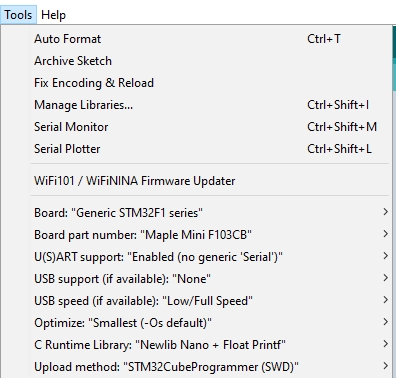 Tools Help
Auto Format Ctrl+T
Archive Sketch
Fix Encoding & Reload
Manage Libraries... Ctrl+Shift+I
Serial Monitor Ctrl+Shift+M
Serial Plotter Ctrl+Shift+L
WiFi101 / WiFiNINA Firmware Updater
Board: "Generic STM32F1 series"
Board part number: "Maple Mini F103CB"
U(S)ART support: "Enabled (no generic 'Serial')"
USB support (if available): "None"
USB speed (if available): "Low/Full Speed"
Optimize: "Smallest (-Os default)"
C Runtime Library: "Newlib Nano + Float Printf"
Upload method: "STM32CubeProgrammer (SWD)"